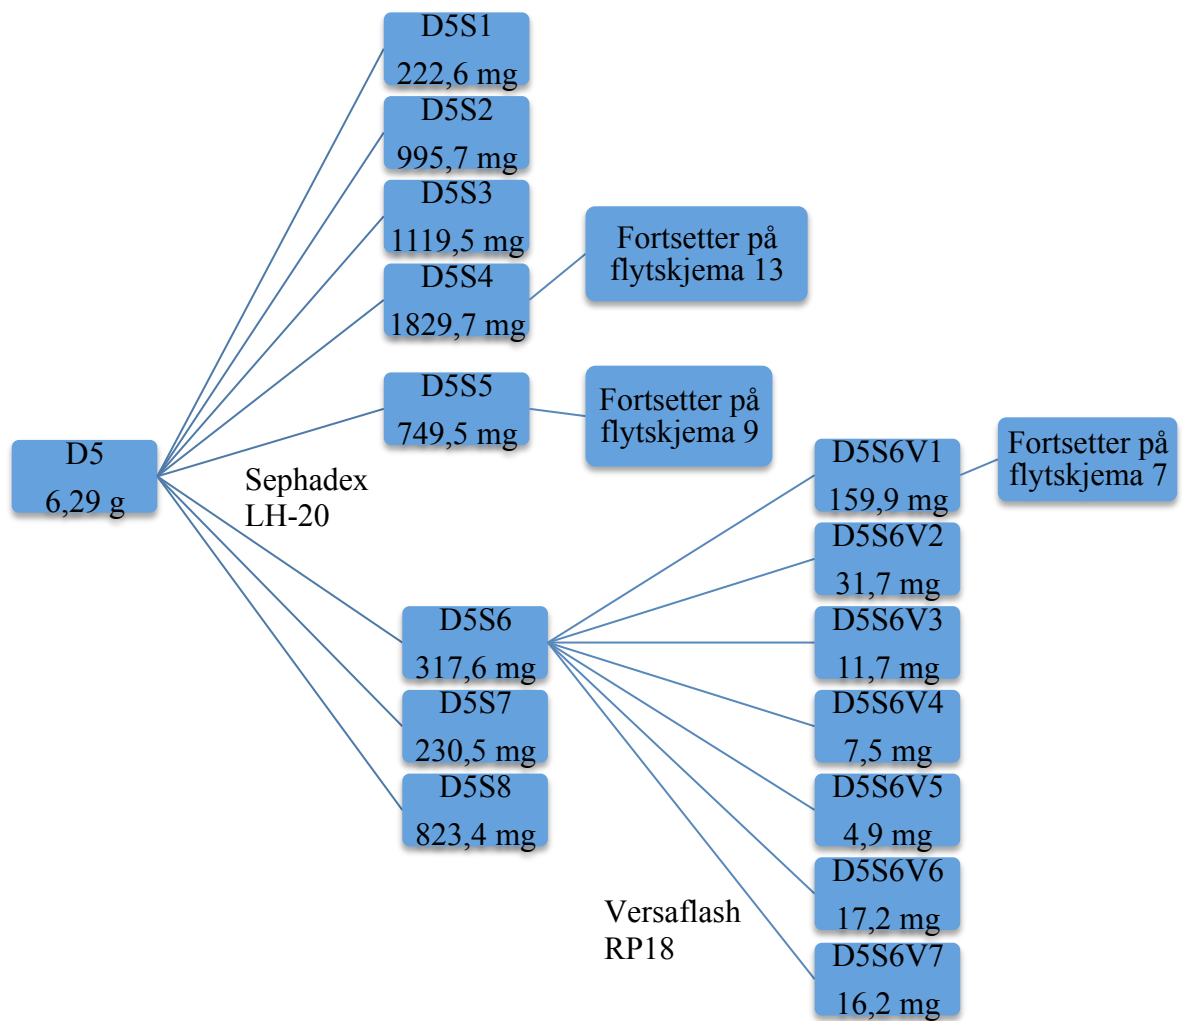 D5S1
222,6 mg
D5S2
995,7 mg
D5S3
1119,5 mg
D5S4
1829,7 mg
Fortsetter på
flytskjema 13
D5S5
749,5 mg
Fortsetter på
flytskjema 9
D5
6,29 g
Sephadex
LH-20
D5S6
317,6 mg
D5S7
230,5 mg
D5S8
823,4 mg
Versaflash
RP18
D5S6V1
159,9 mg
Fortsetter på
flytskjema 7
D5S6V2
31,7 mg
D5S6V3
11,7 mg
D5S6V4
7,5 mg
D5S6V5
4,9 mg
D5S6V6
17,2 mg
D5S6V7
16,2 mg